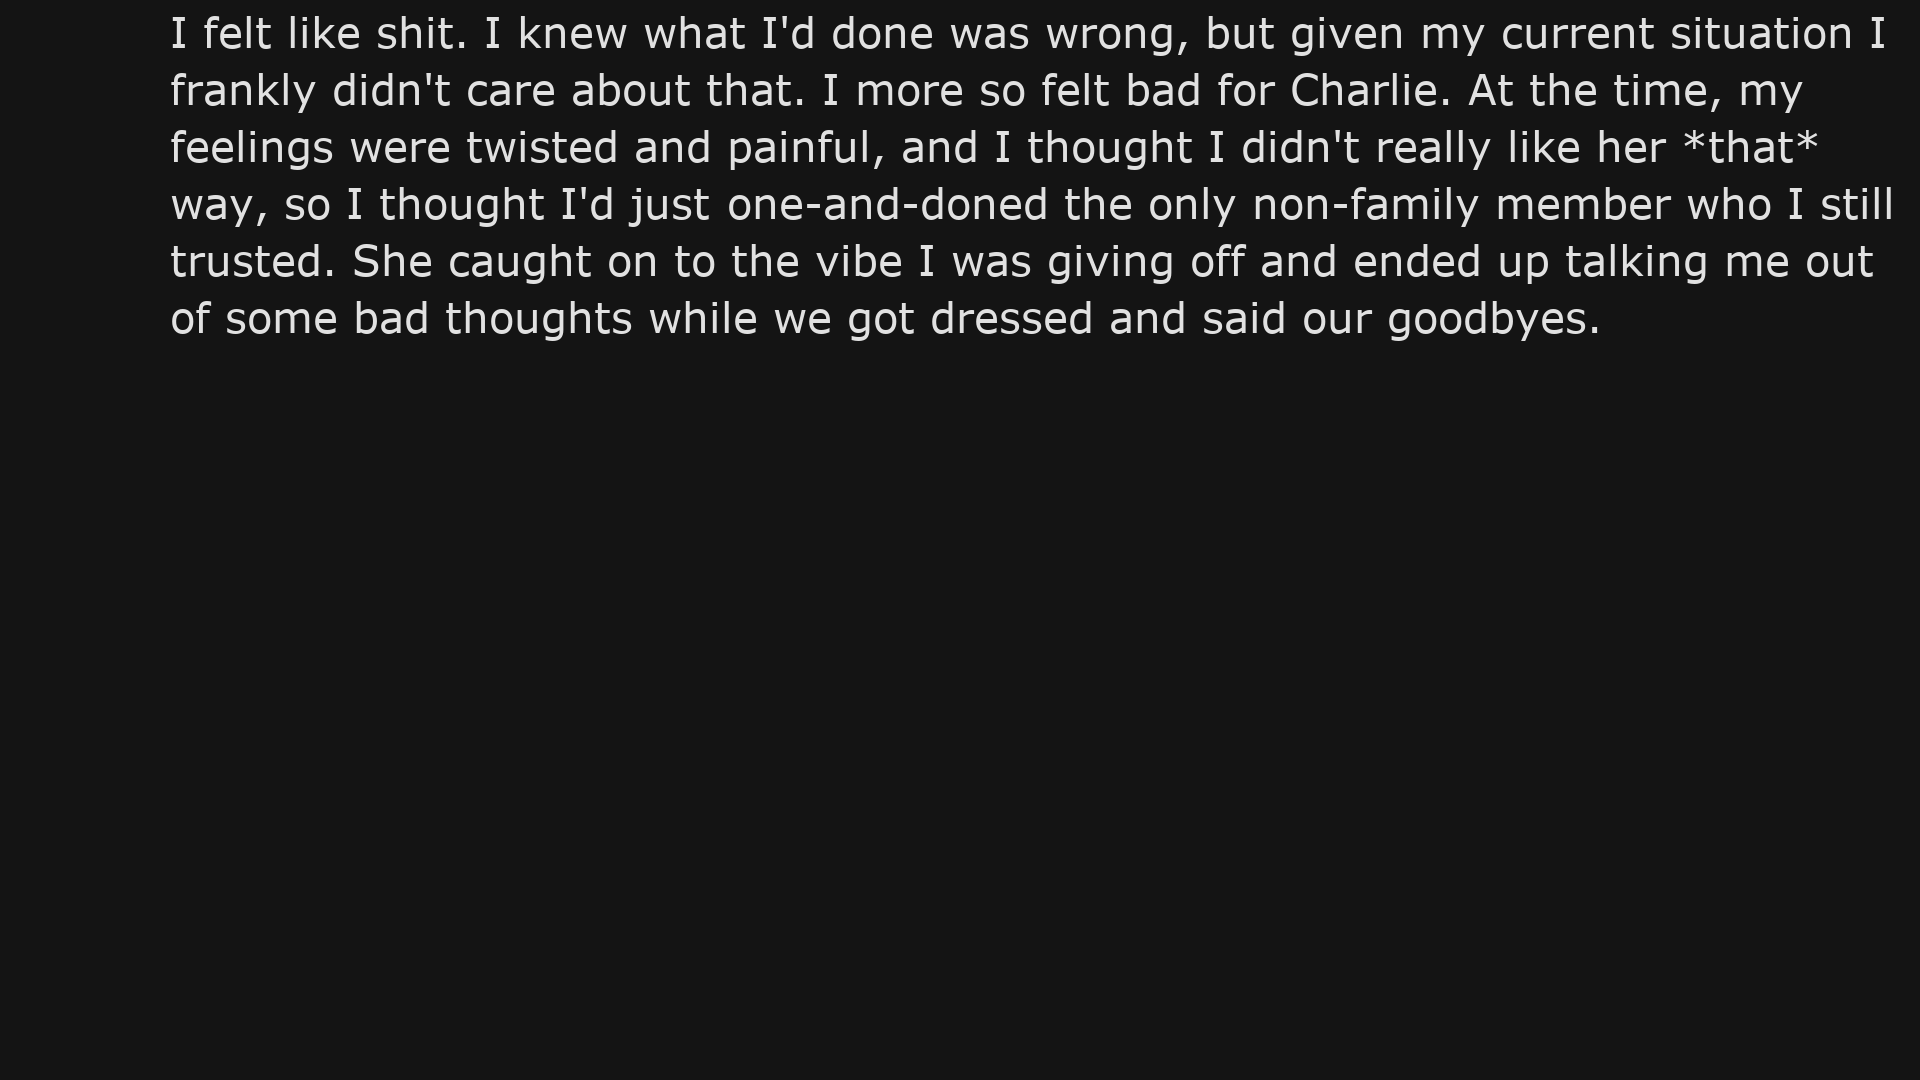 I felt like shit. I knew what I'd done was wrong, but given my current situation I
frankly didn't care about that. I more so felt bad for Charlie. At the time, my
feelings were twisted and painful, and I thought I didn't really like her *that*
way, so I thought I'd just one-and-doned the only non-family member who I still
trusted. She caught on to the vibe I was giving off and ended up talking me out
of some bad thoughts while we got dressed and said our goodbyes.